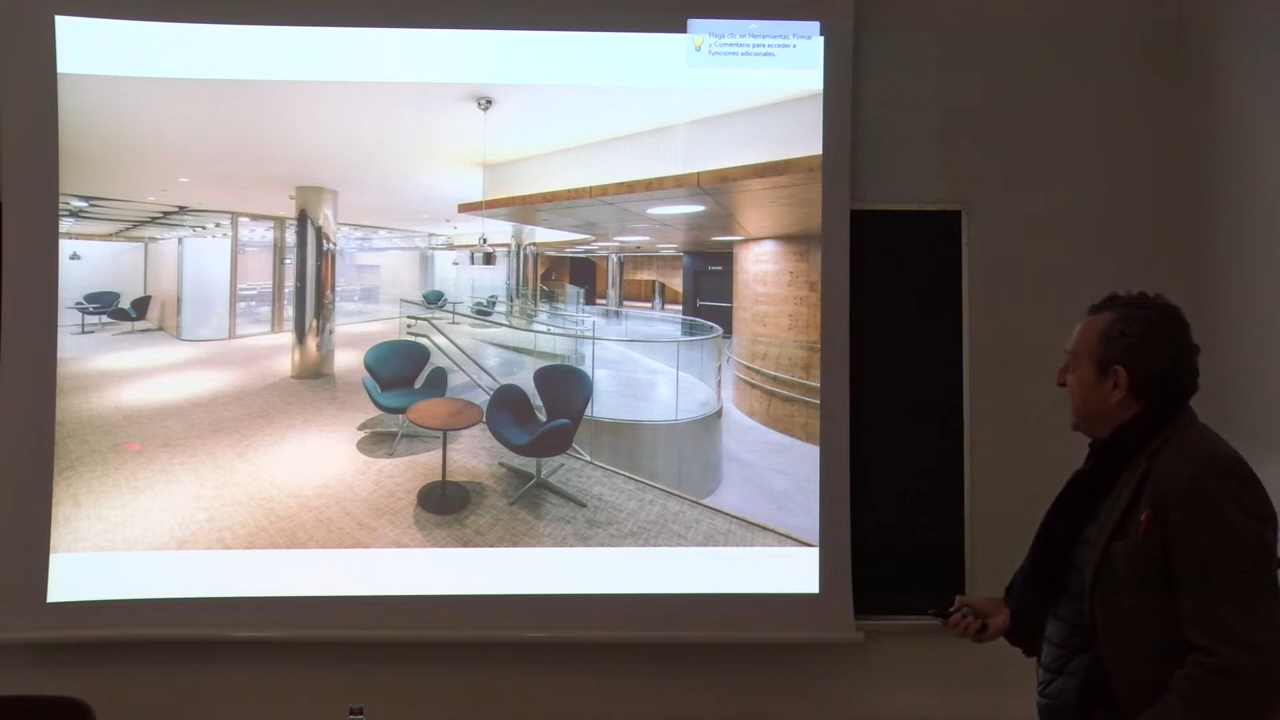 Haga clic en Herramientas, Firmar
y Comentario para acceder a
funciones adicionales.